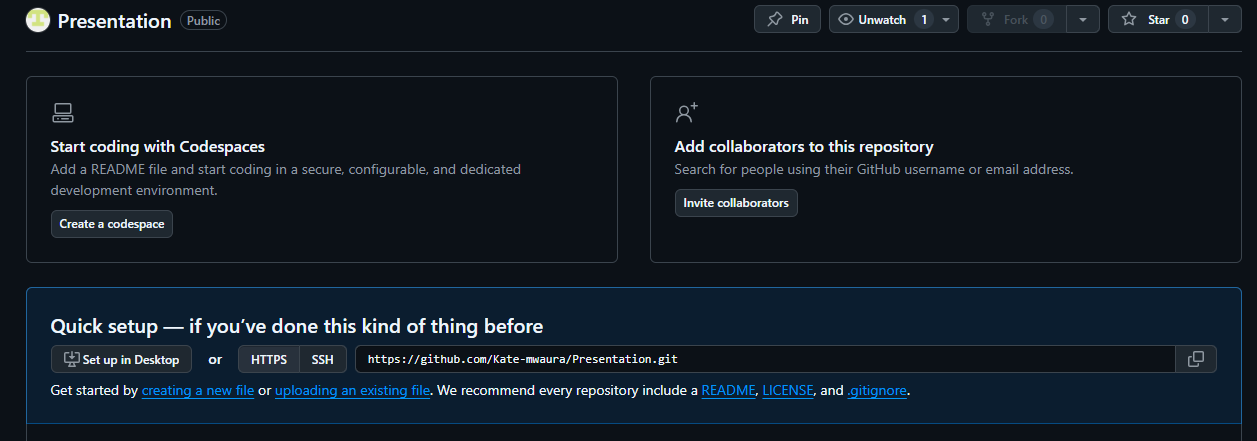 Presentation Public
Pin Unwatch 1 Fork 0 Star 0
Start coding with Codespaces
Add a README file and start coding in a secure, configurable, and dedicated
development environment.
Create a codespace
Add collaborators to this repository
Search for people using their GitHub username or email address.
Invite collaborators
Quick setup — if you’ve done this kind of thing before
Set up in Desktop or HTTPS SSH https://github.com/Kate-mwaura/Presentation.git
Get started by creating a new file or uploading an existing file. We recommend every repository include a README, LICENSE, and .gitignore.